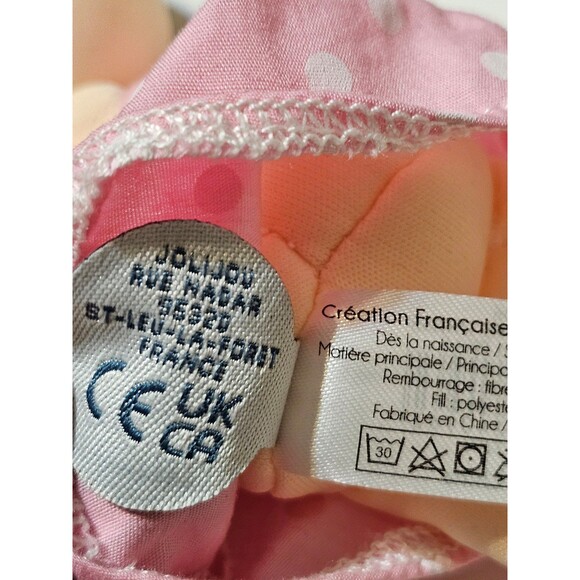 JOLIJOU
RUE NADAR
95320
ST-LEU-LA-FORET
FRANCE
CE UK
CA
Création Française
Dès la naissance /
Matière principale / Principa
Rembourrage : fibre
Fill : polyeste
Fabriqué en Chine /
30